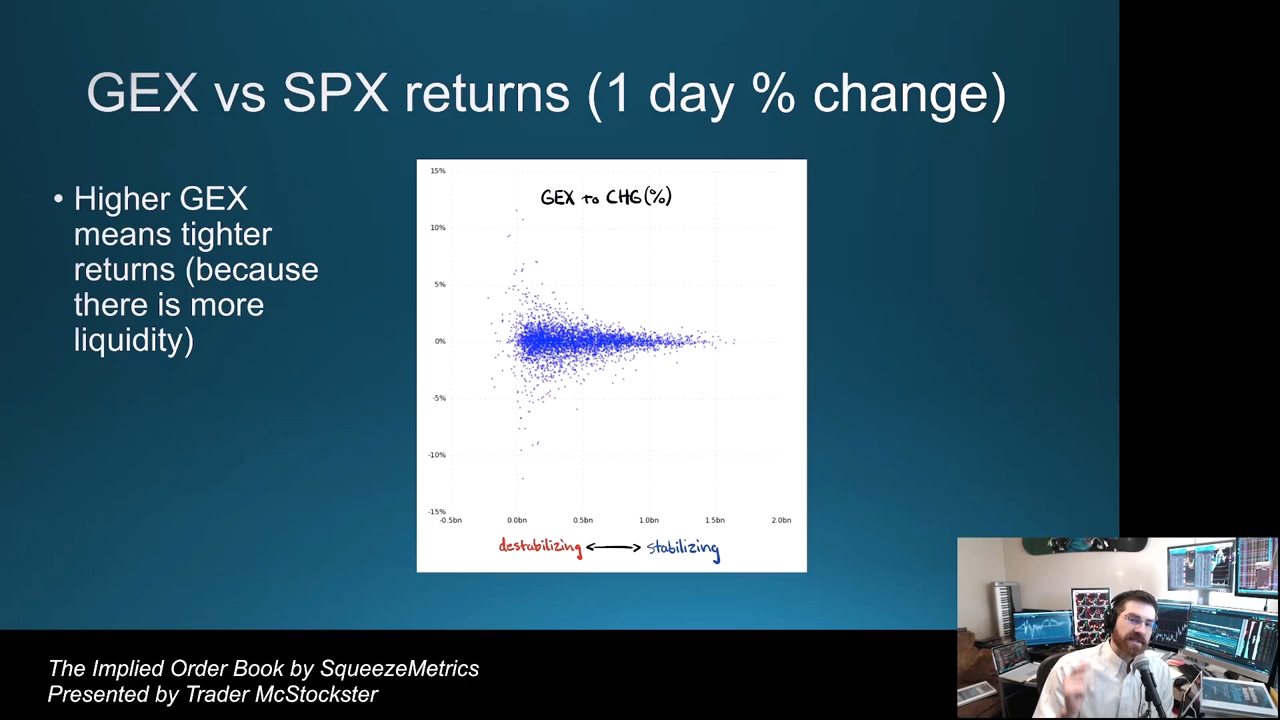 GEX vs SPX returns (1 day % change)
• Higher GEX
means tighter
returns (because
there is more
liquidity)
GEX to CHG(%)
15%
10%
5%
0%
-5%
-10%
-15%
-0.5bn 0.0bn 0.5bn 1.0bn 1.5bn 2.0bn
destabilizing stabilizing
The Implied Order Book by SqueezeMetrics
Presented by Trader McStockster